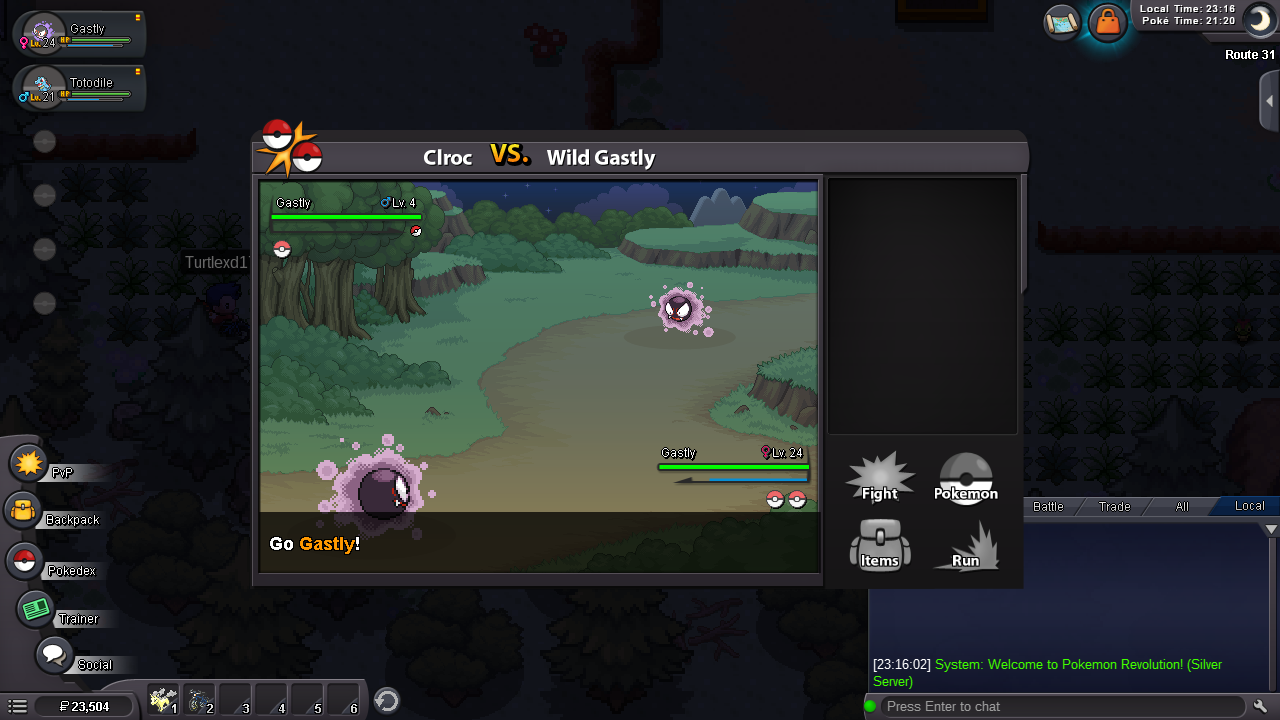 Gastly
Lv.24 HP
Totodile
Lv.21 HP
Local Time: 23:16
Poké Time: 21:20
Route 31
Clroc VS. Wild Gastly
Gastly Lv. 4
Gastly Lv. 24
Go Gastly!
Fight
Pokemon
Items
Run
PvP
Backpack
Pokedex
Trainer
Social
23,504
1
2
3
4
5
6
Battle
Trade
All
Local
[23:16:02] System: Welcome to Pokemon Revolution! (Silver
Server)
Press Enter to chat